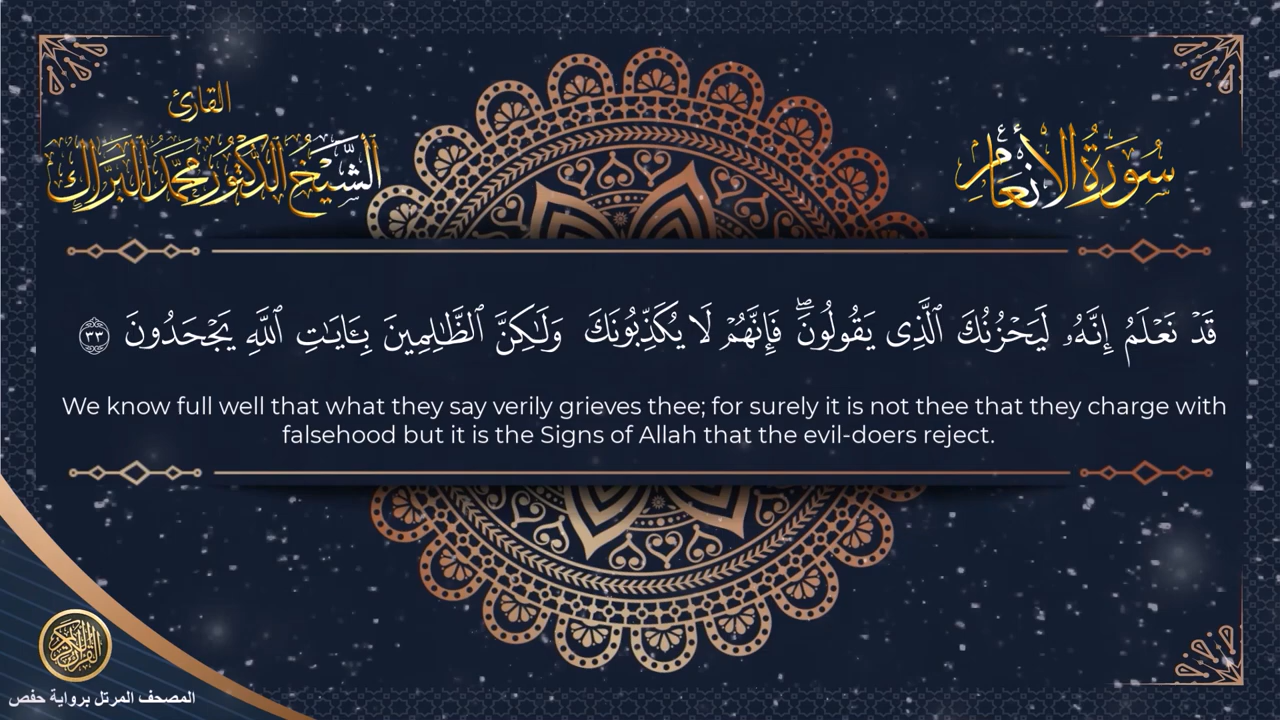 القارئ
الشيخ الدكتور محمد البراك
سورة الأنعام
قَدْ نَعْلَمُ إِنَّهُۥ لَيَحْزُنُكَ ٱلَّذِى يَقُولُونَۖ فَإِنَّهُمْ لَا يُكَذِّبُونَكَ وَلَـٰكِنَّ ٱلظَّـٰلِمِينَ بِـَٔايَـٰتِ ٱللَّهِ يَجْحَدُونَ ٣٣
We know full well that what they say verily grieves thee; for surely it is not thee that they charge with
falsehood but it is the Signs of Allah that the evil-doers reject.
القرآن الكريم
المصحف المرتل برواية حفص